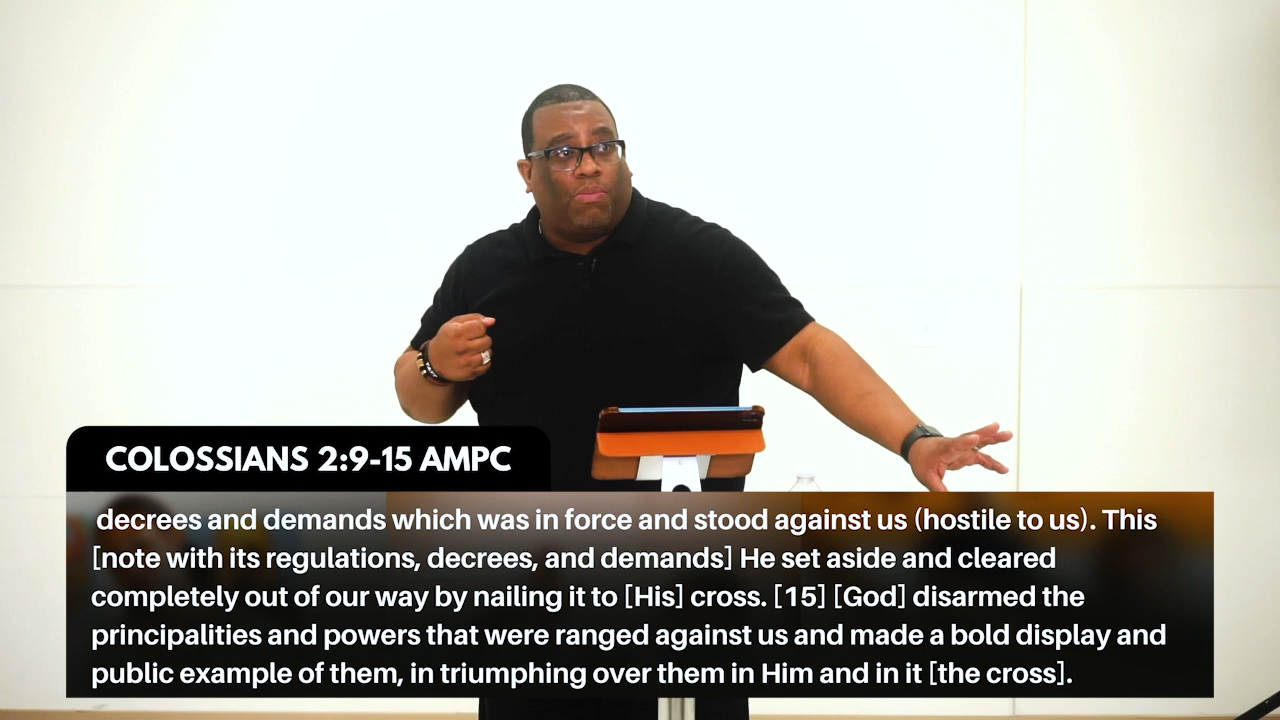 COLOSSIANS 2:9-15 AMPC
decrees and demands which was in force and stood against us (hostile to us). This
[note with its regulations, decrees, and demands] He set aside and cleared
completely out of our way by nailing it to [His] cross. [15] [God] disarmed the
principalities and powers that were ranged against us and made a bold display and
public example of them, in triumphing over them in Him and in it [the cross].